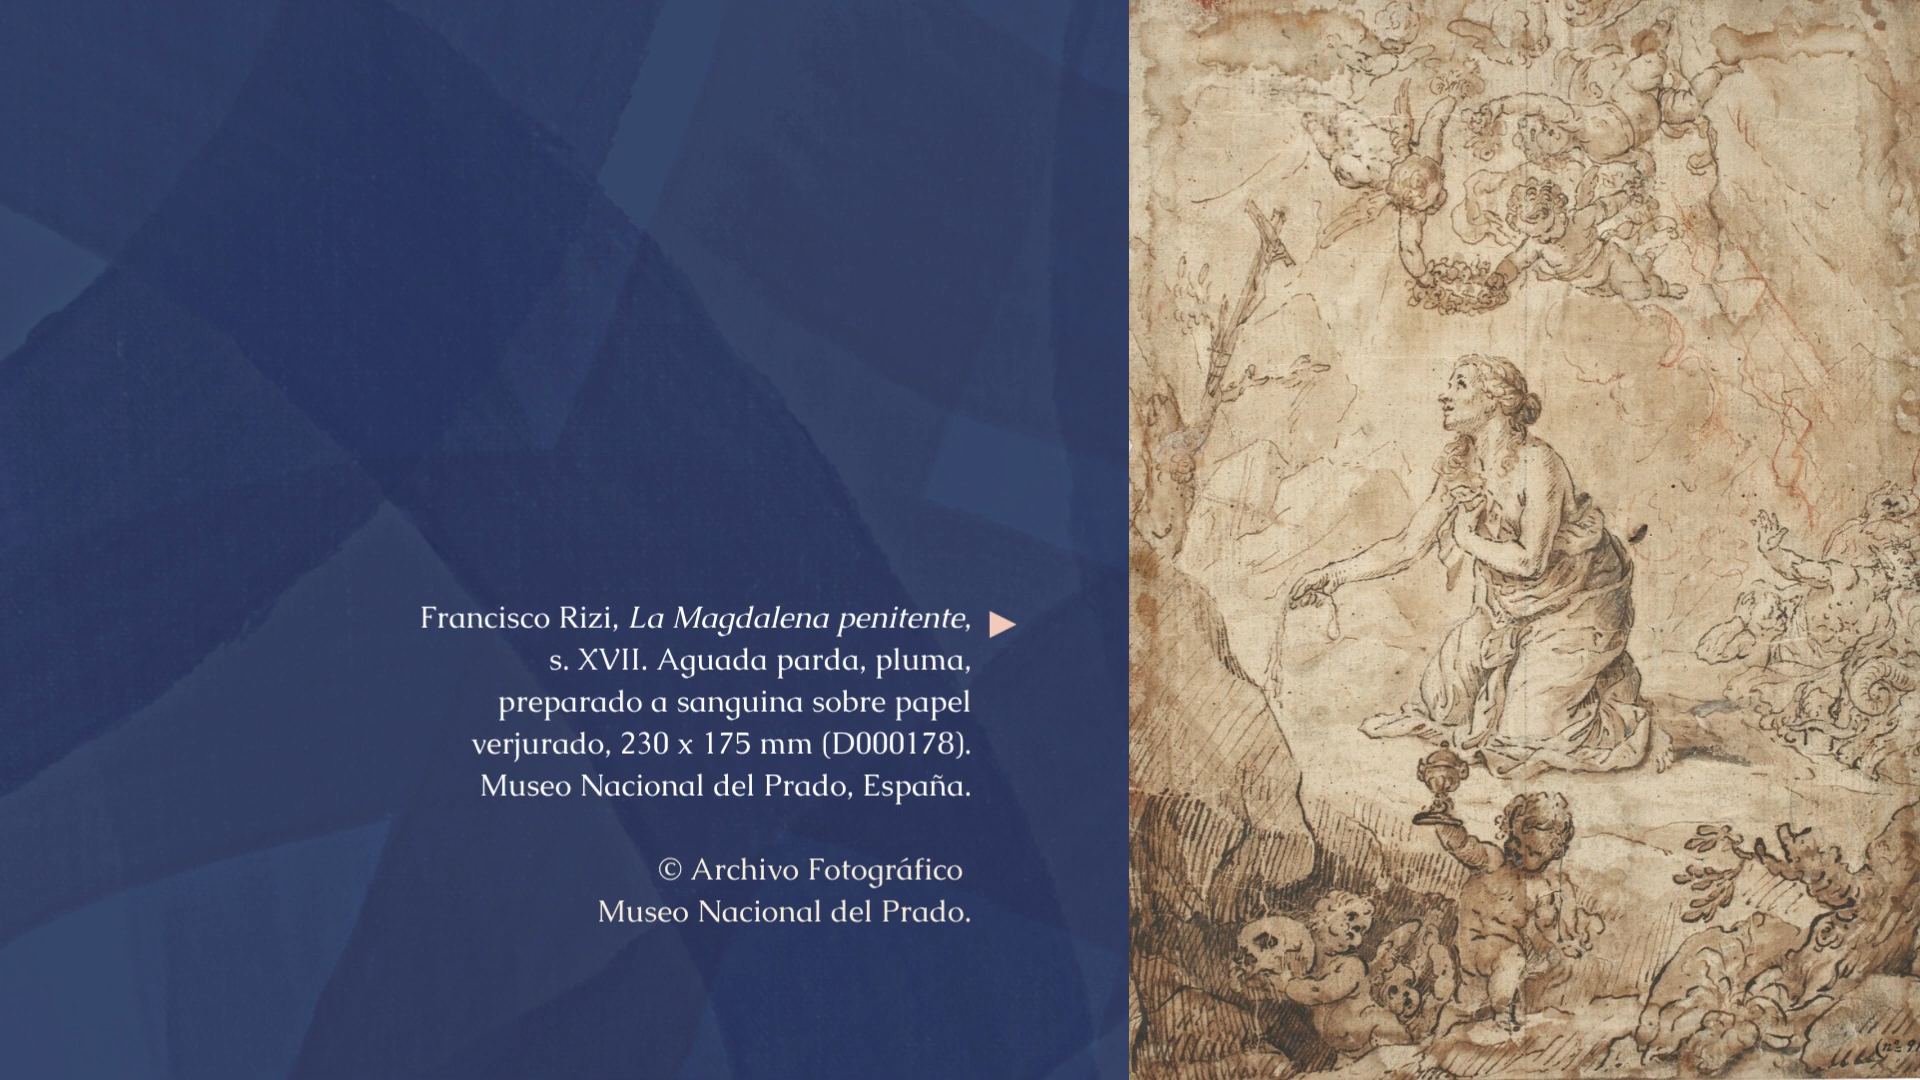 Francisco Rizi, La Magdalena penitente,
s. XVII. Aguada parda, pluma,
preparado a sanguina sobre papel
verjurado, 230 x 175 mm (D000178).
Museo Nacional del Prado, España.
© Archivo Fotográfico
Museo Nacional del Prado.